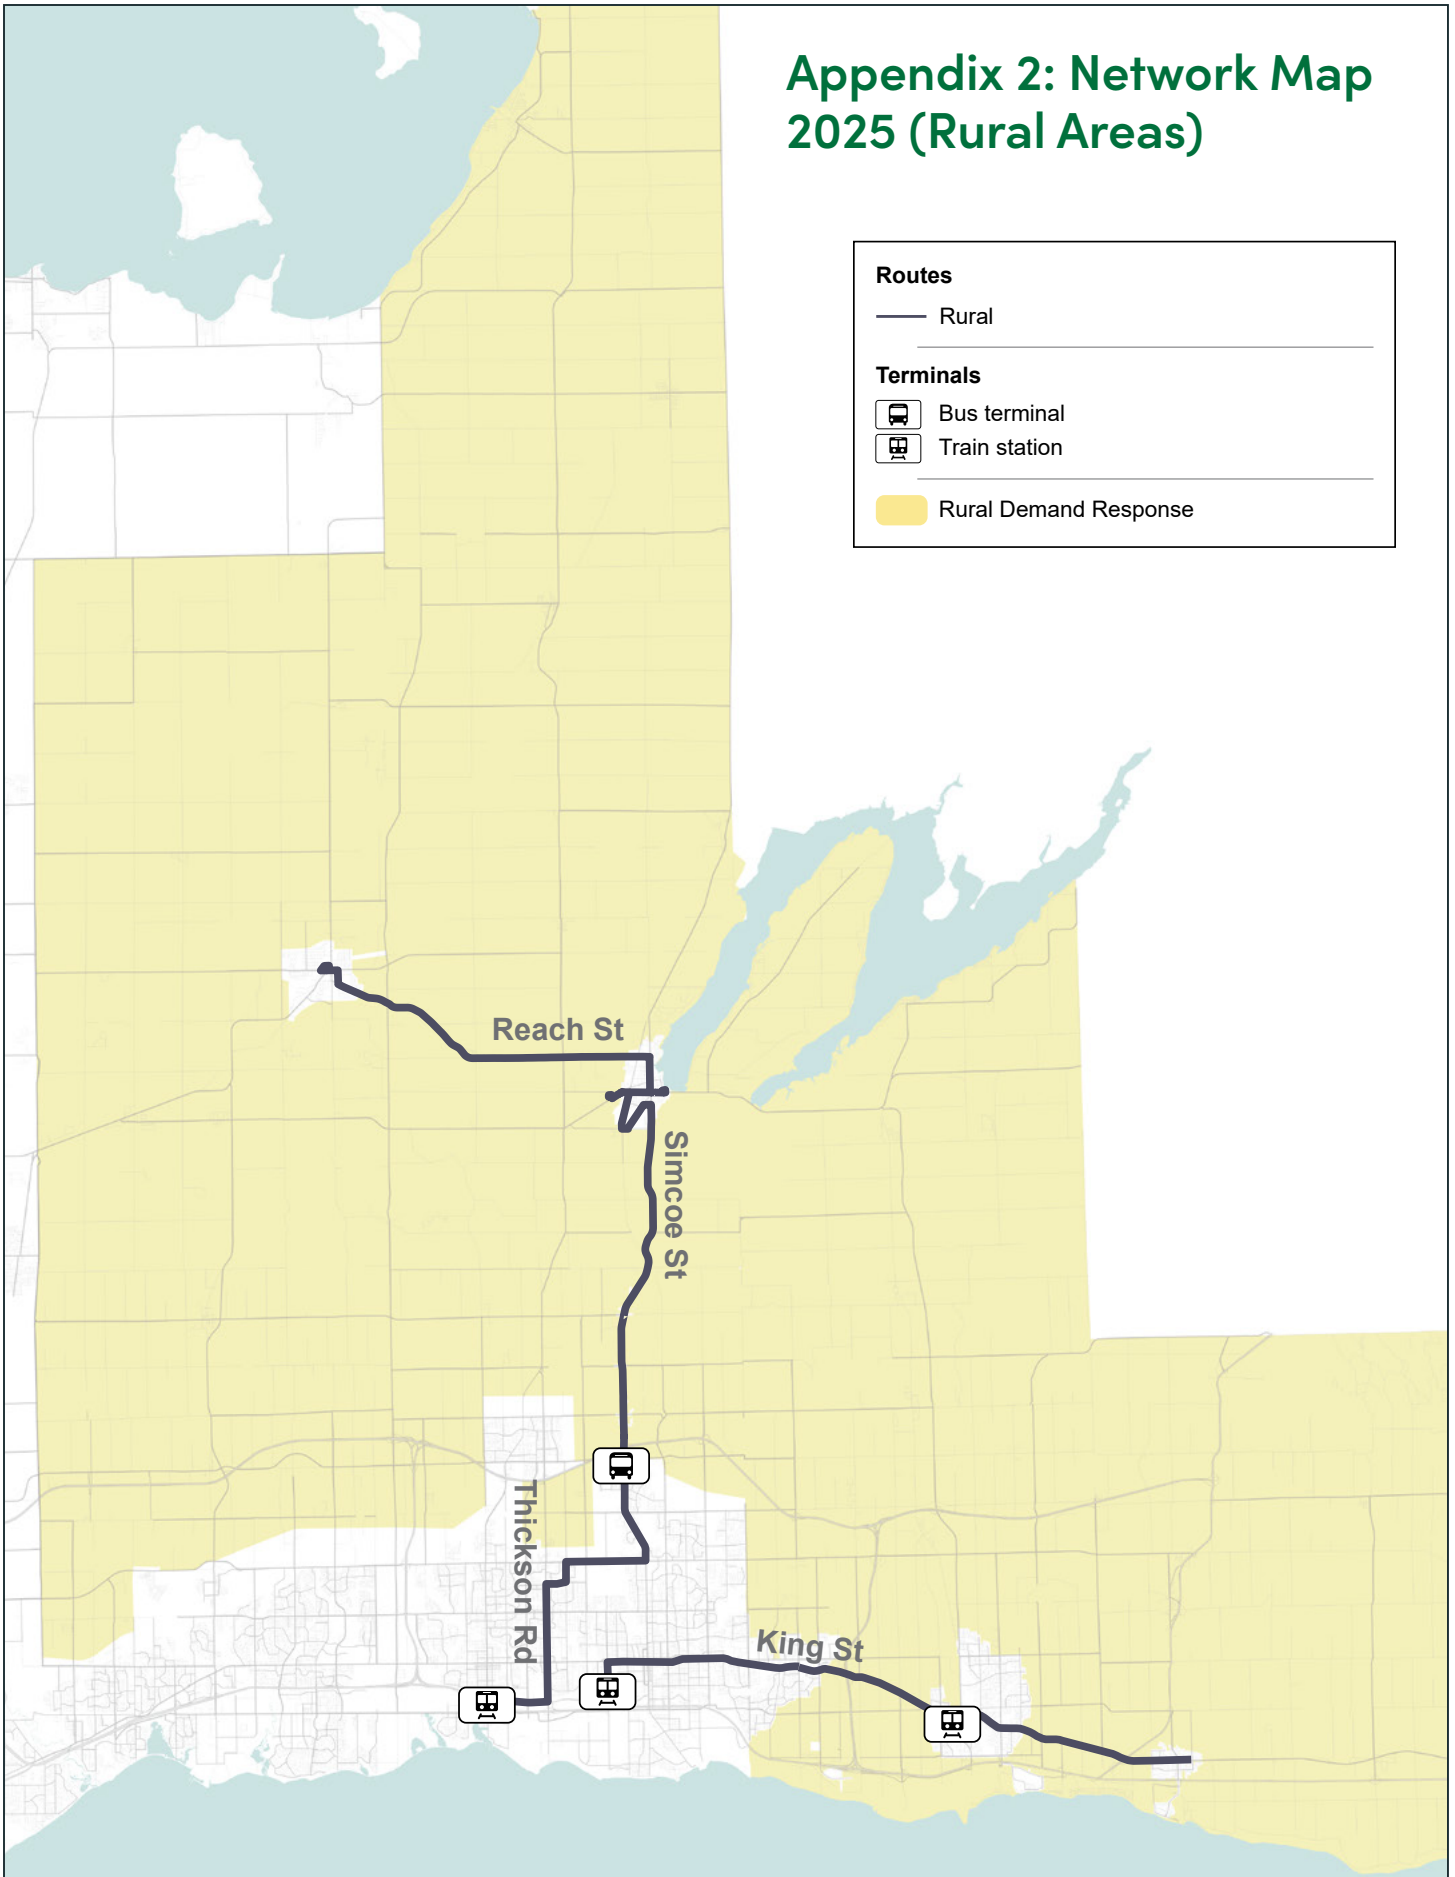 Appendix 2: Network Map
2025 (Rural Areas)
Routes
Rural
Terminals
Bus terminal
Train station
Rural Demand Response
Reach St
Simcoe St
Thickson Rd
King St